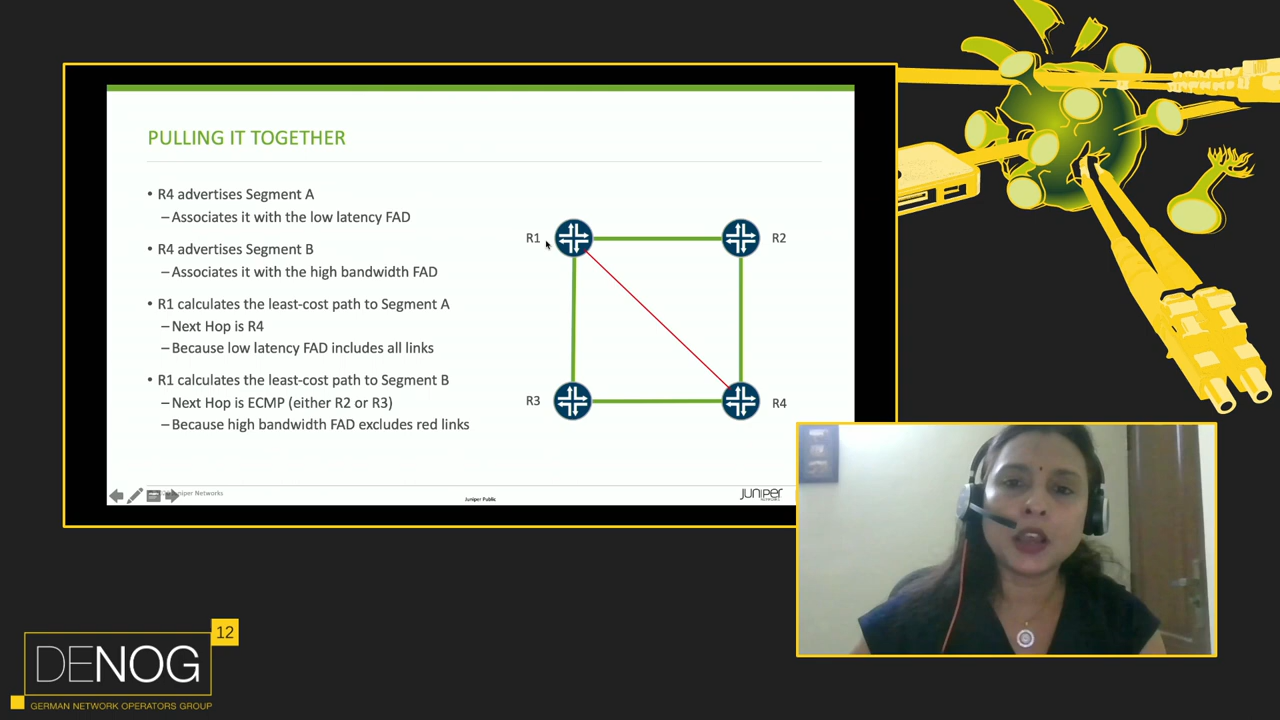 PULLING IT TOGETHER
• R4 advertises Segment A
– Associates it with the low latency FAD
• R4 advertises Segment B
– Associates it with the high bandwidth FAD
• R1 calculates the least-cost path to Segment A
– Next Hop is R4
– Because low latency FAD includes all links
• R1 calculates the least-cost path to Segment B
– Next Hop is ECMP (either R2 or R3)
– Because high bandwidth FAD excludes red links
R1
R2
R3
R4
Juniper Networks
Juniper Public
JUNIPER
NETWORKS
12
DENOG
GERMAN NETWORK OPERATORS GROUP